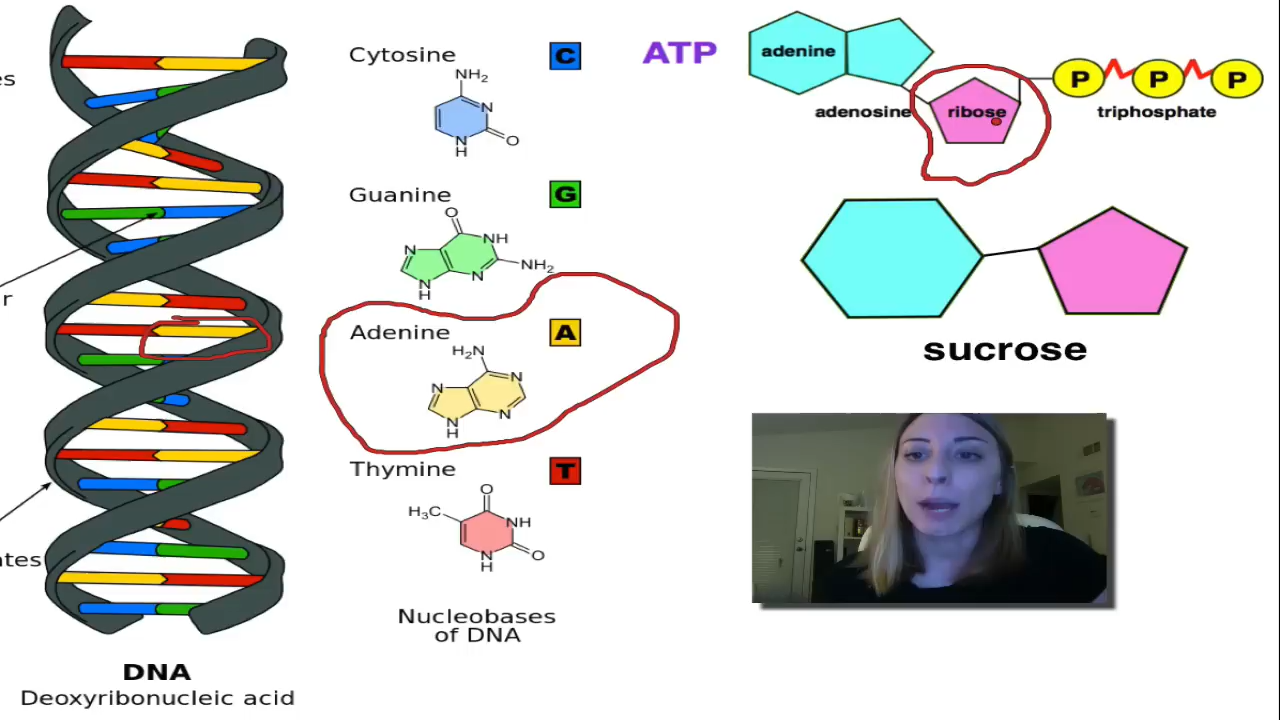 es
r
ates
DNA
Deoxyribonucleic acid
Cytosine
C
NH2
N
N
H
O
Guanine
G
O
N
NH
N
H
N
NH2
Adenine
A
H2N
N
N
N
H
N
Thymine
T
O
H3C
NH
N
H
O
Nucleobases
of DNA
ATP
adenine
adenosine
ribose
P
P
P
triphosphate
sucrose